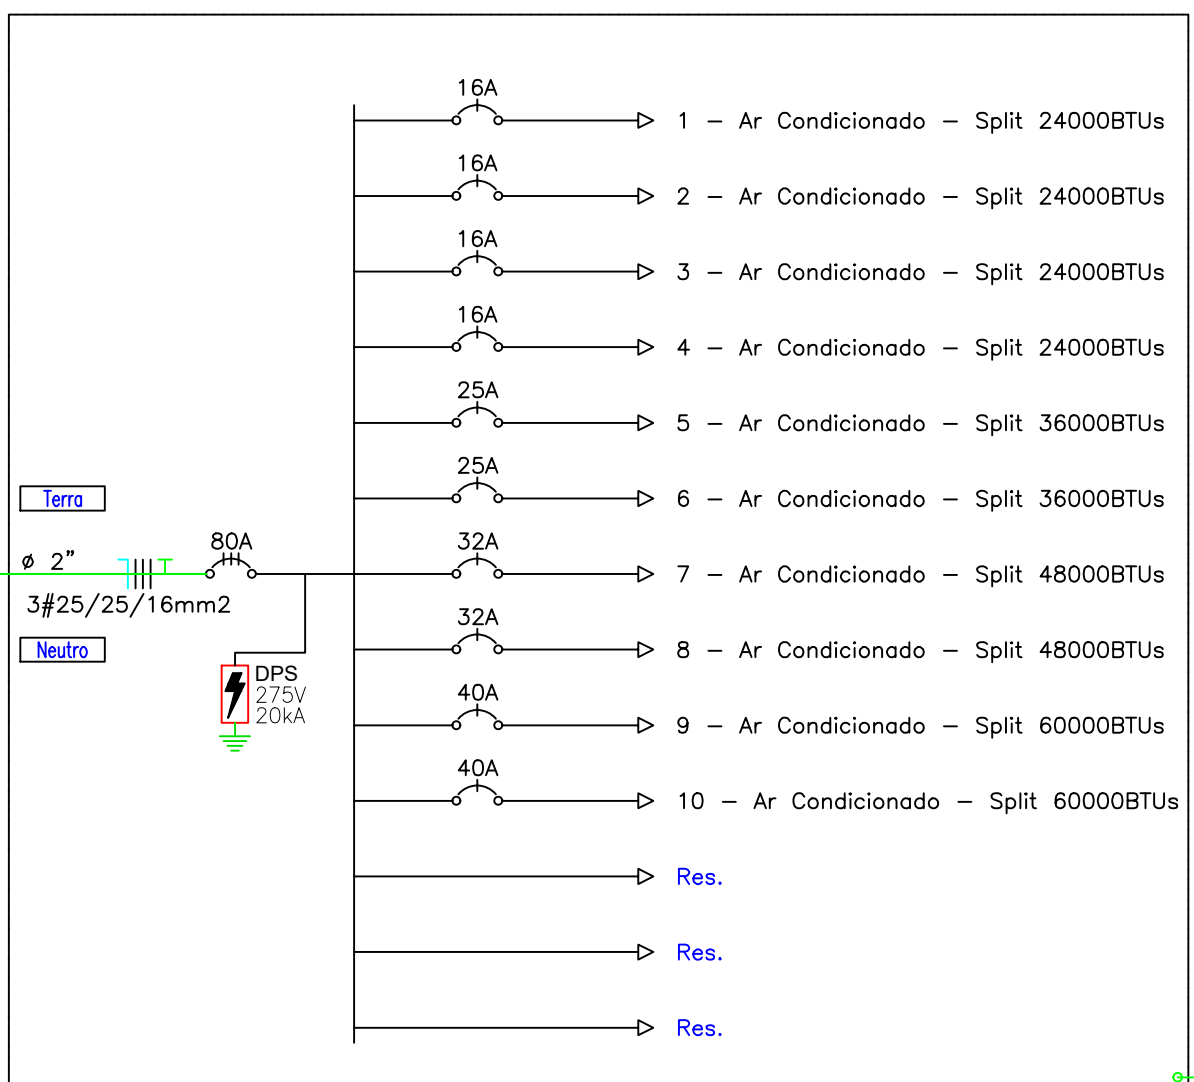 16A
1 - Ar Condicionado - Split 24000BTUs
16A
2 - Ar Condicionado - Split 24000BTUs
16A
3 - Ar Condicionado - Split 24000BTUs
16A
4 - Ar Condicionado - Split 24000BTUs
25A
5 - Ar Condicionado - Split 36000BTUs
25A
6 - Ar Condicionado - Split 36000BTUs
Terra
ø 2”
80A
3#25/25/16mm2
Neutro
DPS
275V
20kA
32A
7 - Ar Condicionado - Split 48000BTUs
32A
8 - Ar Condicionado - Split 48000BTUs
40A
9 - Ar Condicionado - Split 60000BTUs
40A
10 - Ar Condicionado - Split 60000BTUs
Res.
Res.
Res.